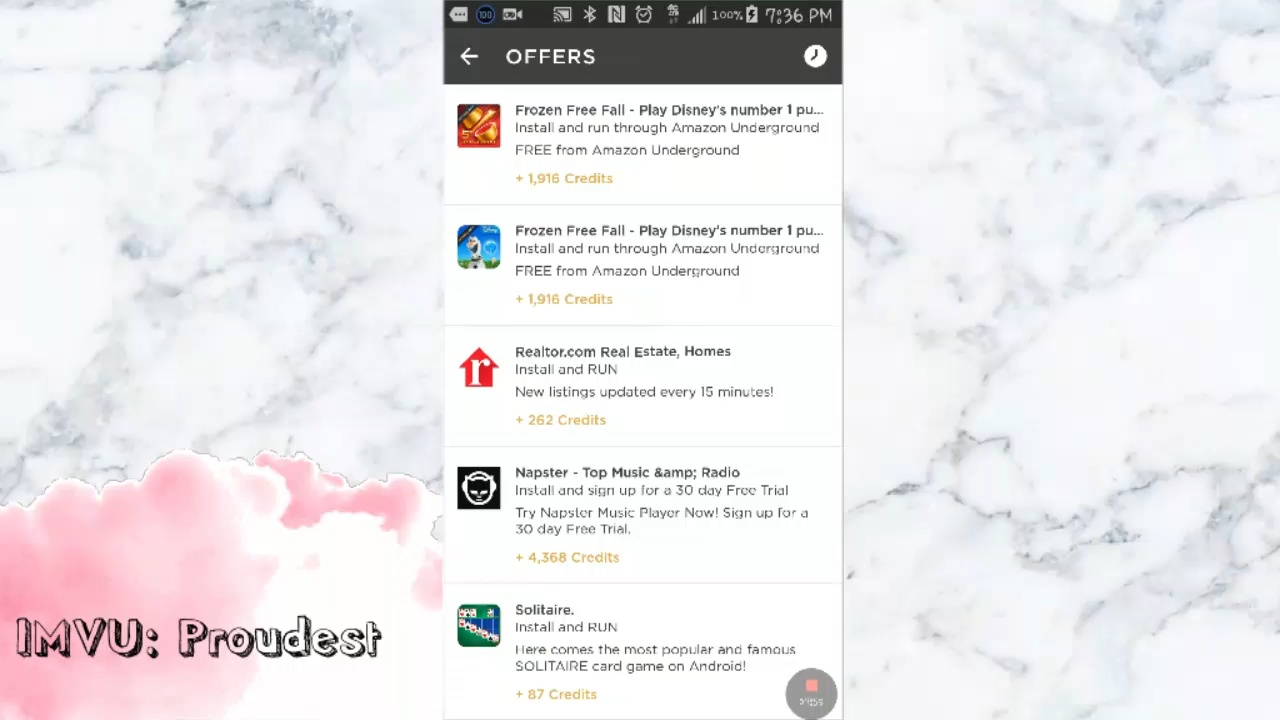 100 100% 7:36 PM
OFFERS
Frozen Free Fall - Play Disney's number 1 pu...
Install and run through Amazon Underground
FREE from Amazon Underground
+ 1,916 Credits
Frozen Free Fall - Play Disney's number 1 pu...
Install and run through Amazon Underground
FREE from Amazon Underground
+ 1,916 Credits
r
Realtor.com Real Estate, Homes
Install and RUN
New listings updated every 15 minutes!
+ 262 Credits
Napster - Top Music &amp; Radio
Install and sign up for a 30 day Free Trial
Try Napster Music Player Now! Sign up for a
30 day Free Trial.
+ 4,368 Credits
Solitaire.
Install and RUN
Here comes the most popular and famous
SOLITAIRE card game on Android!
+ 87 Credits
IMVU: Proudest